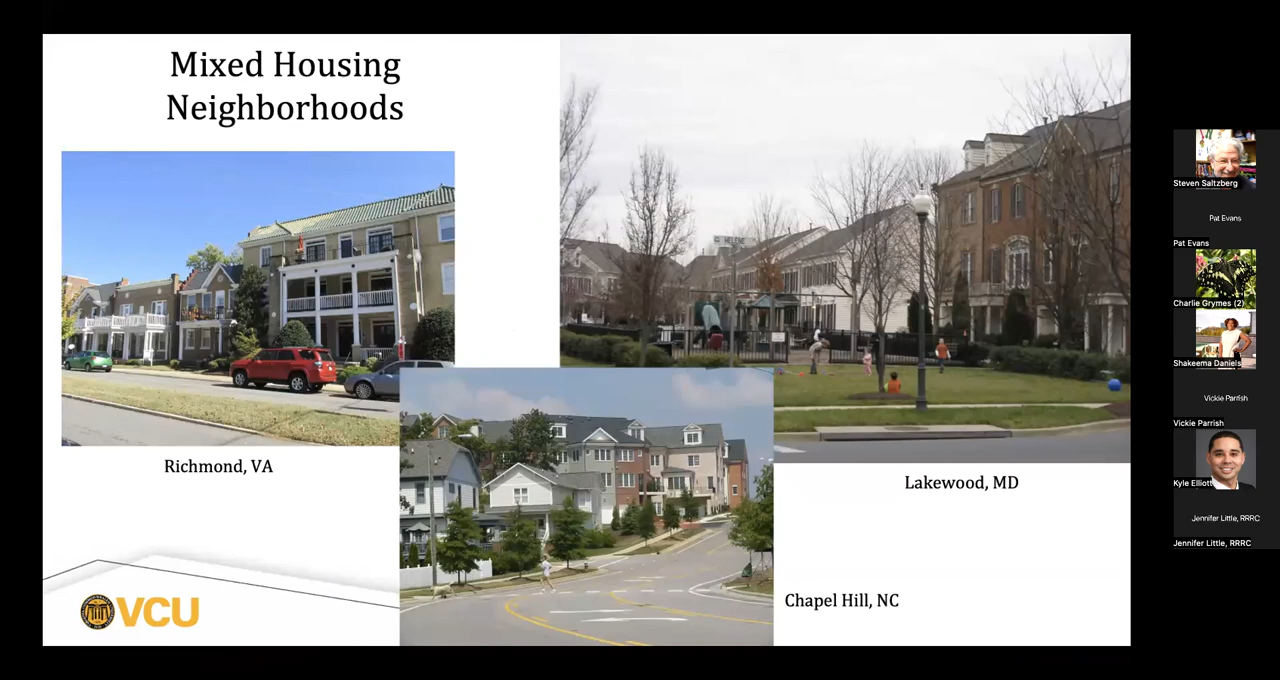 Mixed Housing
Neighborhoods
HELENE
Richmond, VA
Lakewood, MD
Chapel Hill, NC
VCU
Steven Saltzberg
Pat Evans
Pat Evans
Charlie Grymes (2)
Shakeema Daniels
Vickie Parrish
Vickie Parrish
Kyle Elliott
Jennifer Little, RRRC
Jennifer Little, RRRC